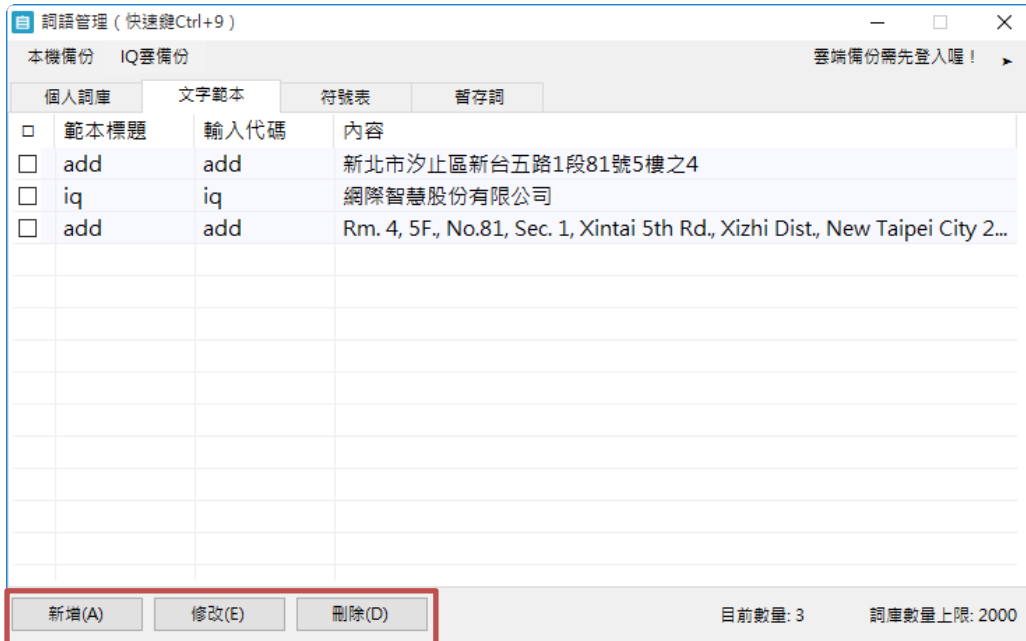 自 詞語管理（快速鍵Ctrl+9）
本機備份 IQ雲備份 雲端備份需先登入喔！
個人詞庫 文字範本 符號表 暫存詞
範本標題 輸入代碼 內容
add add 新北市汐止區新台五路1段81號5樓之4
iq iq 網際智慧股份有限公司
add add Rm. 4, 5F., No.81, Sec. 1, Xintai 5th Rd., Xizhi Dist., New Taipei City 2...
新增(A) 修改(E) 刪除(D) 目前數量: 3 詞庫數量上限: 2000